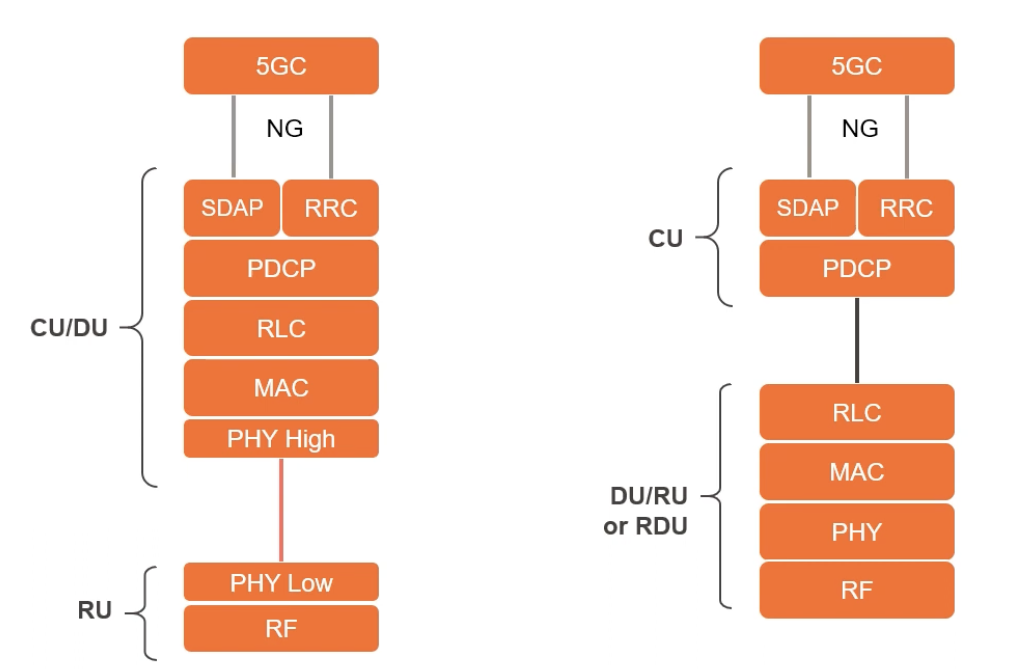 5GC
NG
SDAP
RRC
PDCP
RLC
MAC
PHY High
CU/DU
PHY Low
RF
RU
5GC
NG
SDAP
RRC
PDCP
CU
RLC
MAC
PHY
RF
DU/RU
or RDU